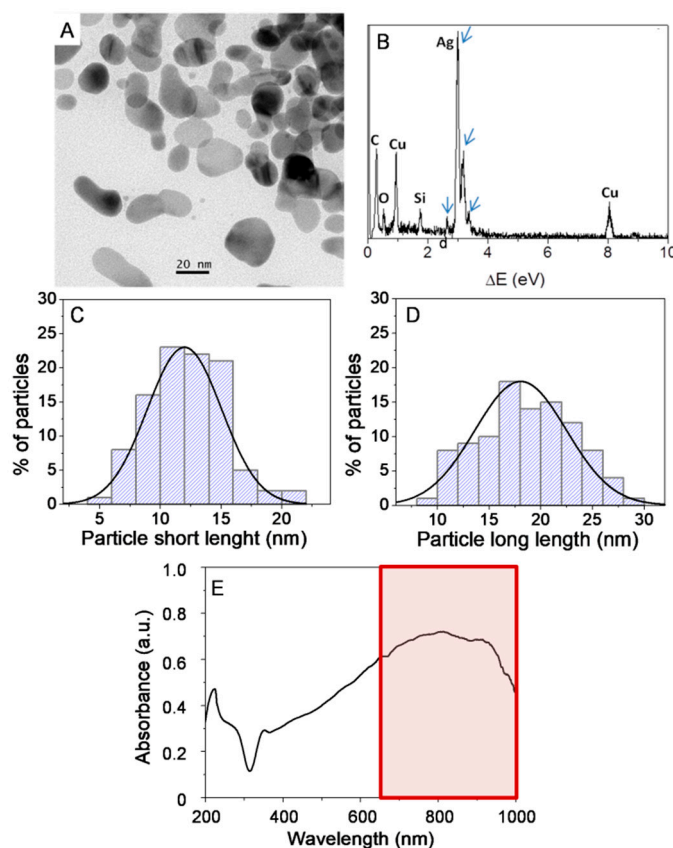 A
20 nm
B
Ag
C
Cu
O
Si
d
Cu
0 2 4 6 8 10
ΔE (eV)
C
30
25
20
15
10
5
0
% of particles
5 10 15 20
Particle short lenght (nm)
D
30
25
20
15
10
5
0
% of particles
10 15 20 25 30
Particle long length (nm)
E
1.0
0.8
0.6
0.4
0.2
0
Absorbance (a.u.)
200 400 600 800 1000
Wavelength (nm)